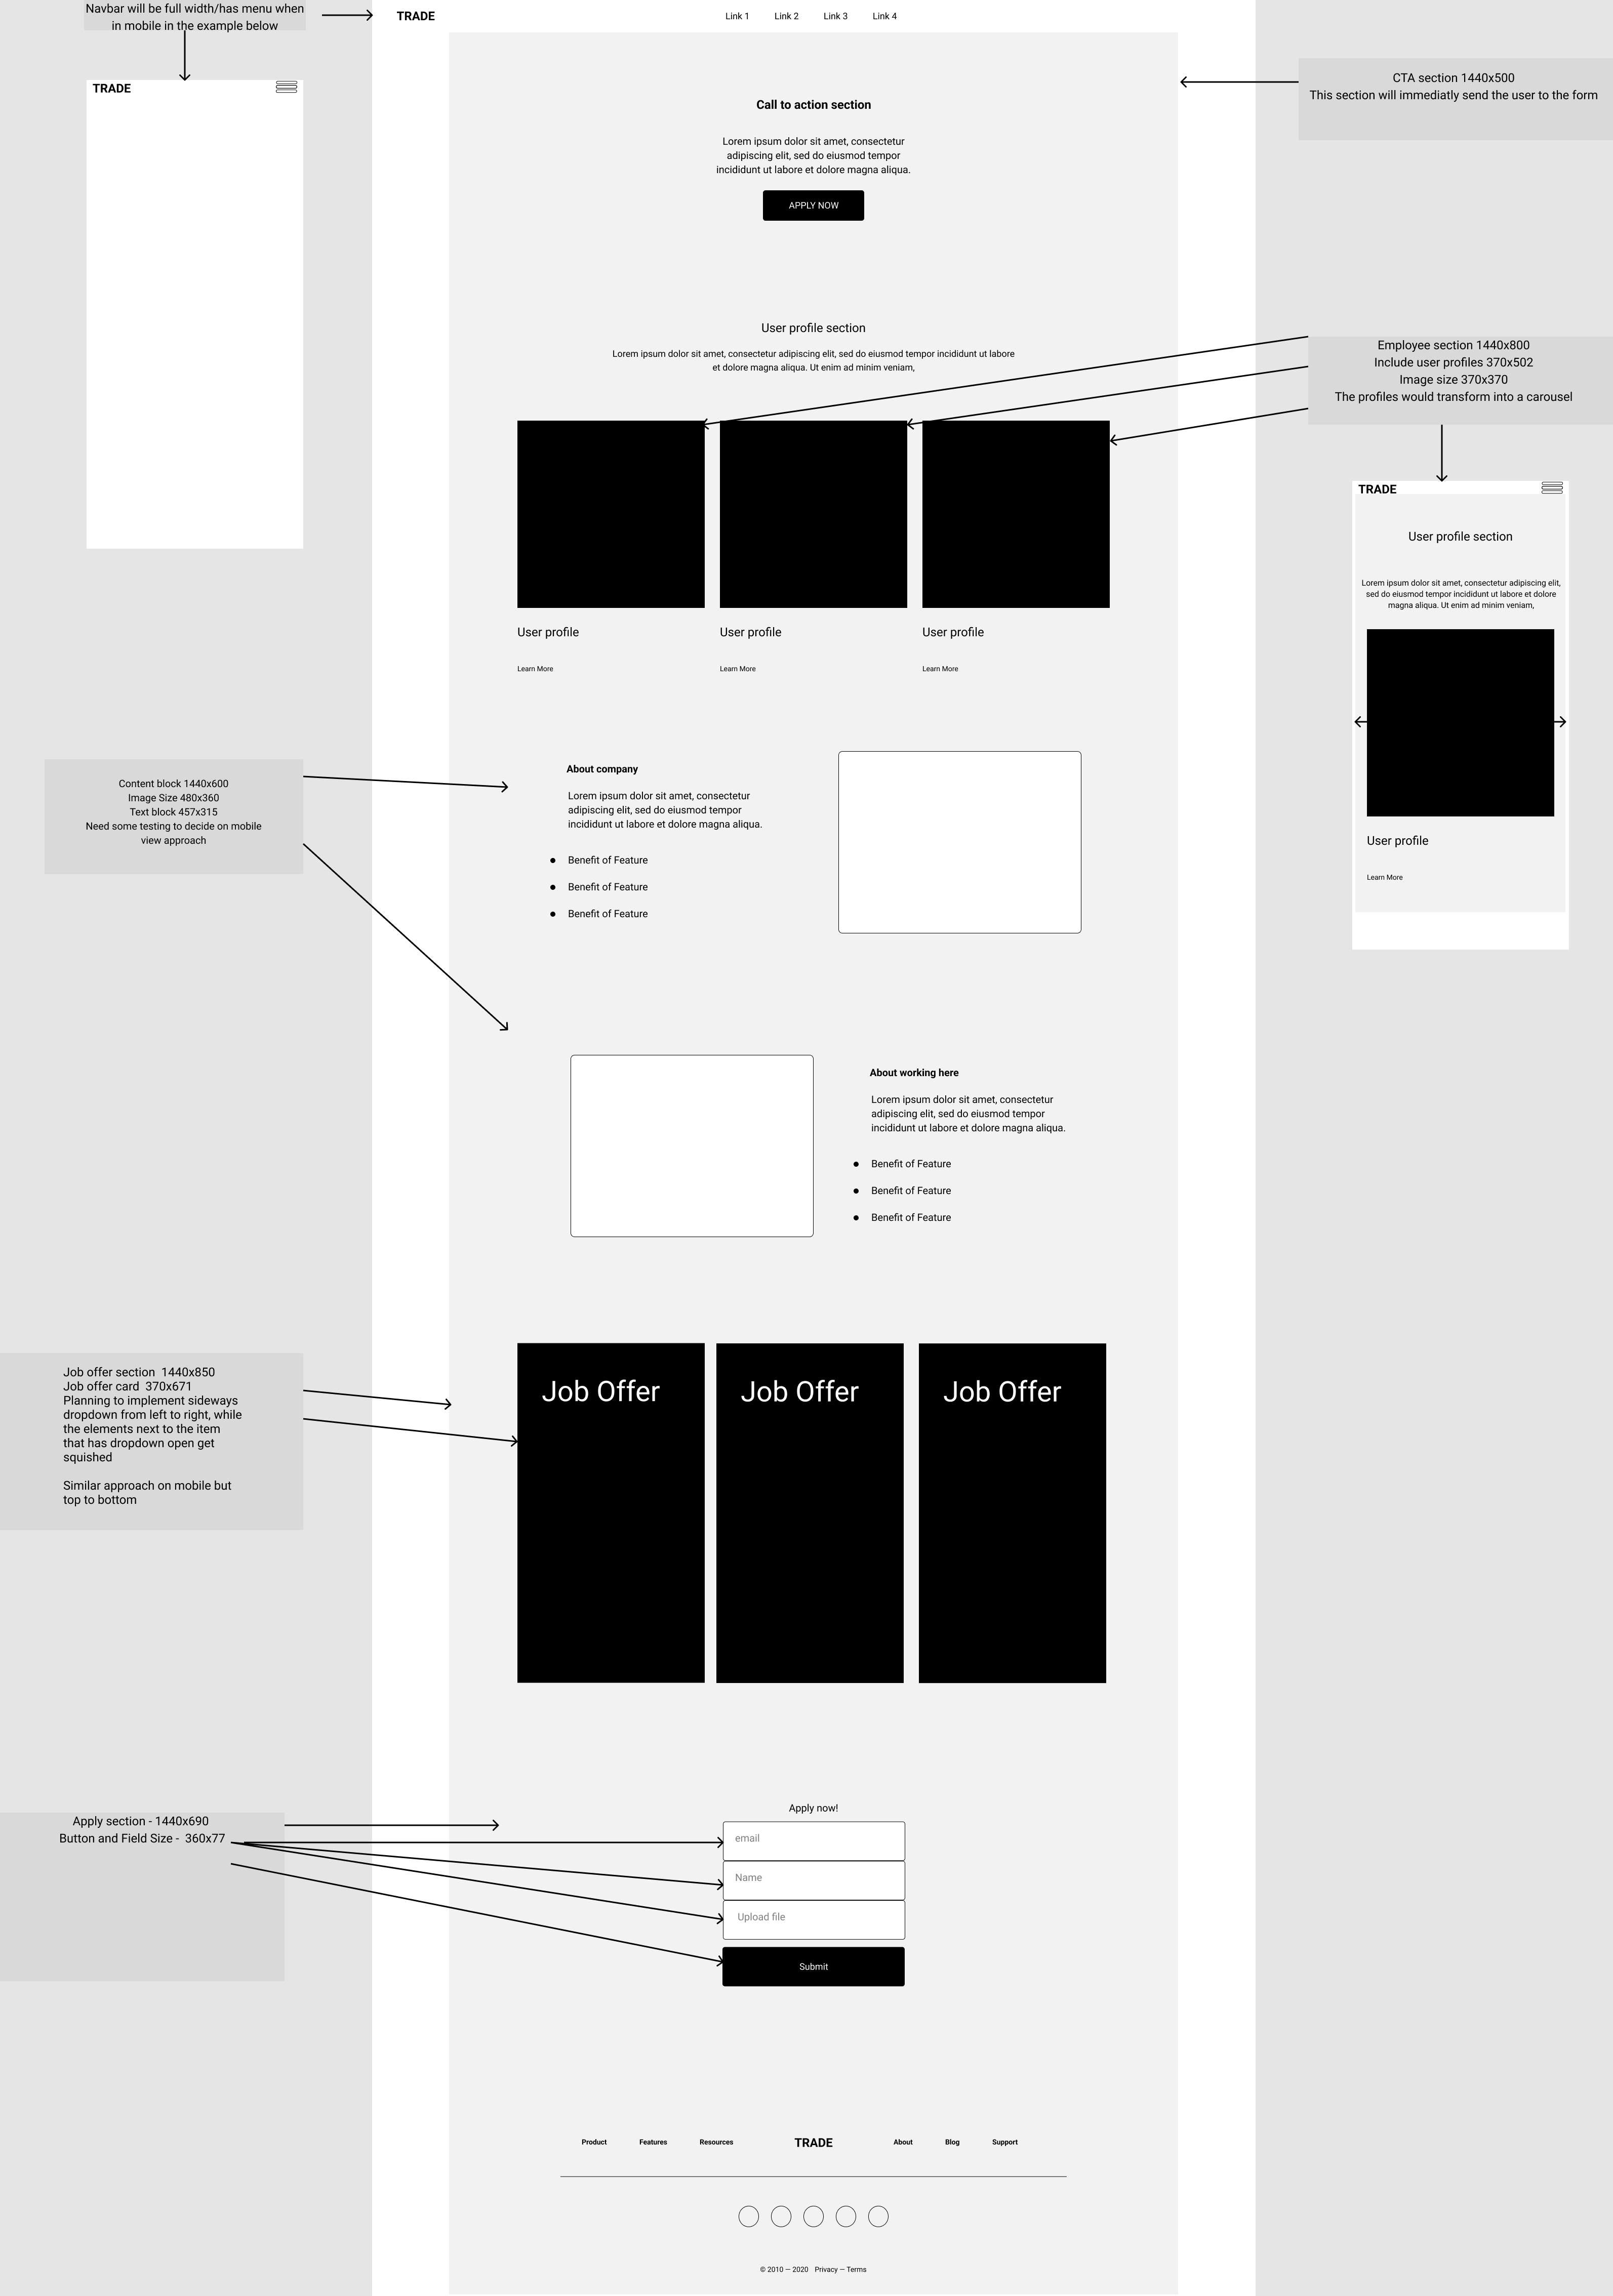 Navbar will be full width/has menu when
in mobile in the example below
TRADE
Link 1 Link 2 Link 3 Link 4
TRADE
CTA section 1440x500
This section will immediatly send the user to the form
Call to action section
Lorem ipsum dolor sit amet, consectetur
adipiscing elit, sed do eiusmod tempor
incididunt ut labore et dolore magna aliqua.
APPLY NOW
User profile section
Lorem ipsum dolor sit amet, consectetur adipiscing elit, sed do eiusmod tempor incididunt ut labore
et dolore magna aliqua. Ut enim ad minim veniam,
Employee section 1440x800
Include user profiles 370x502
Image size 370x370
The profiles would transform into a carousel
User profile
Learn More
User profile
Learn More
User profile
Learn More
TRADE
User profile section
Lorem ipsum dolor sit amet, consectetur adipiscing elit,
sed do eiusmod tempor incididunt ut labore et dolore
magna aliqua. Ut enim ad minim veniam,
User profile
Learn More
Content block 1440x600
Image Size 480x360
Text block 457x315
Need some testing to decide on mobile
view approach
About company
Lorem ipsum dolor sit amet, consectetur
adipiscing elit, sed do eiusmod tempor
incididunt ut labore et dolore magna aliqua.
Benefit of Feature
Benefit of Feature
Benefit of Feature
About working here
Lorem ipsum dolor sit amet, consectetur
adipiscing elit, sed do eiusmod tempor
incididunt ut labore et dolore magna aliqua.
Benefit of Feature
Benefit of Feature
Benefit of Feature
Job offer section 1440x850
Job offer card 370x671
Planning to implement sideways
dropdown from left to right, while
the elements next to the item
that has dropdown open get
squished
Similar approach on mobile but
top to bottom
Job Offer
Job Offer
Job Offer
Apply section - 1440x690
Button and Field Size - 360x77
Apply now!
email
Name
Upload file
Submit
Product Features Resources TRADE About Blog Support
© 2010 — 2020 Privacy — Terms